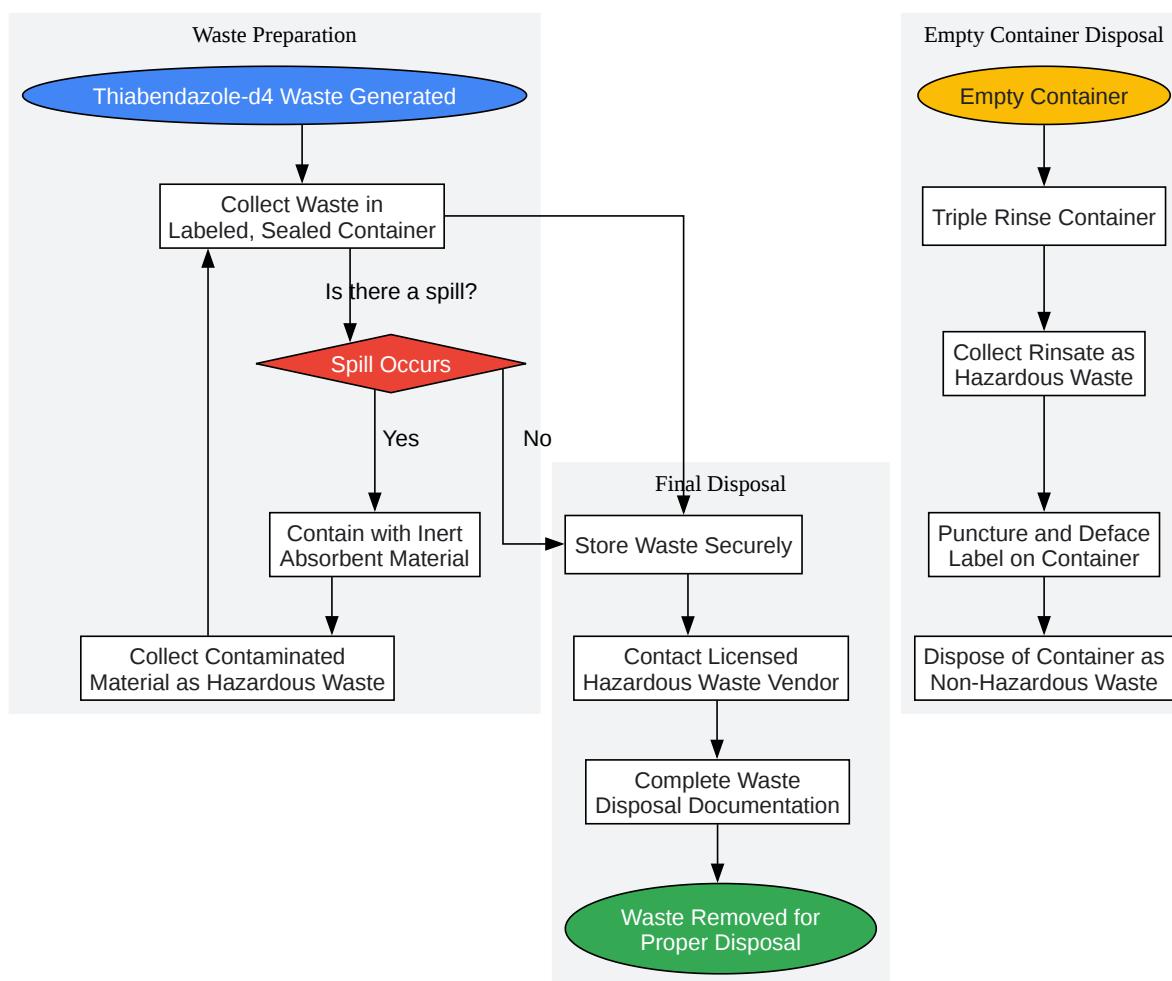 Waste Preparation
Thiabendazole-d4 Waste Generated
Collect Waste in
Labeled, Sealed Container
Is there a spill?
Spill Occurs
Yes
No
Contain with Inert
Absorbent Material
Collect Contaminated
Material as Hazardous Waste
Final Disposal
Store Waste Securely
Contact Licensed
Hazardous Waste Vendor
Complete Waste
Disposal Documentation
Waste Removed for
Proper Disposal
Empty Container Disposal
Empty Container
Triple Rinse Container
Collect Rinsate as
Hazardous Waste
Puncture and Deface
Label on Container
Dispose of Container as
Non-Hazardous Waste